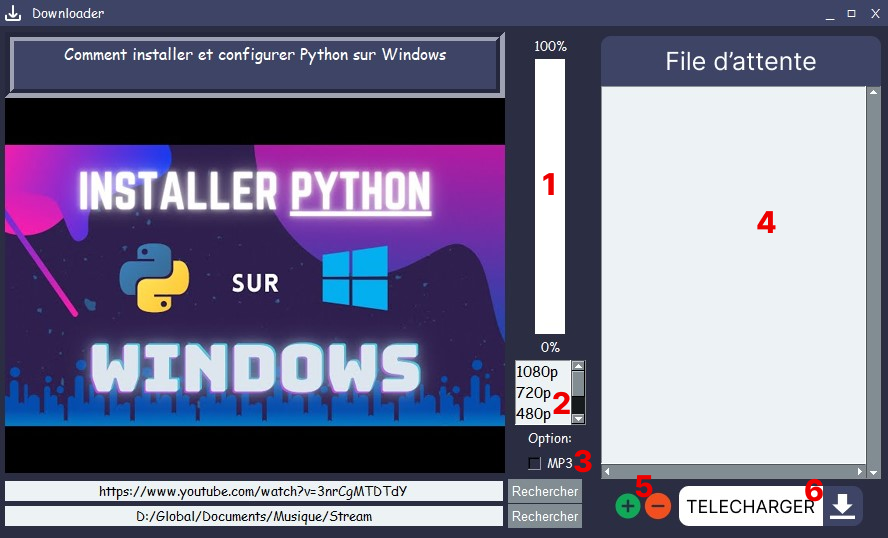 Downloader
Comment installer et configurer Python sur Windows
INSTALLER PYTHON
SUR
WINDOWS
https://www.youtube.com/watch?v=3nrCgMTDTdY
Rechercher
D:/Global/Documents/Musique/Stream
Rechercher
100%
1
0%
1080p
720p
480p
2
Option:
MP3
3
File d’attente
4
5
6
TELECHARGER